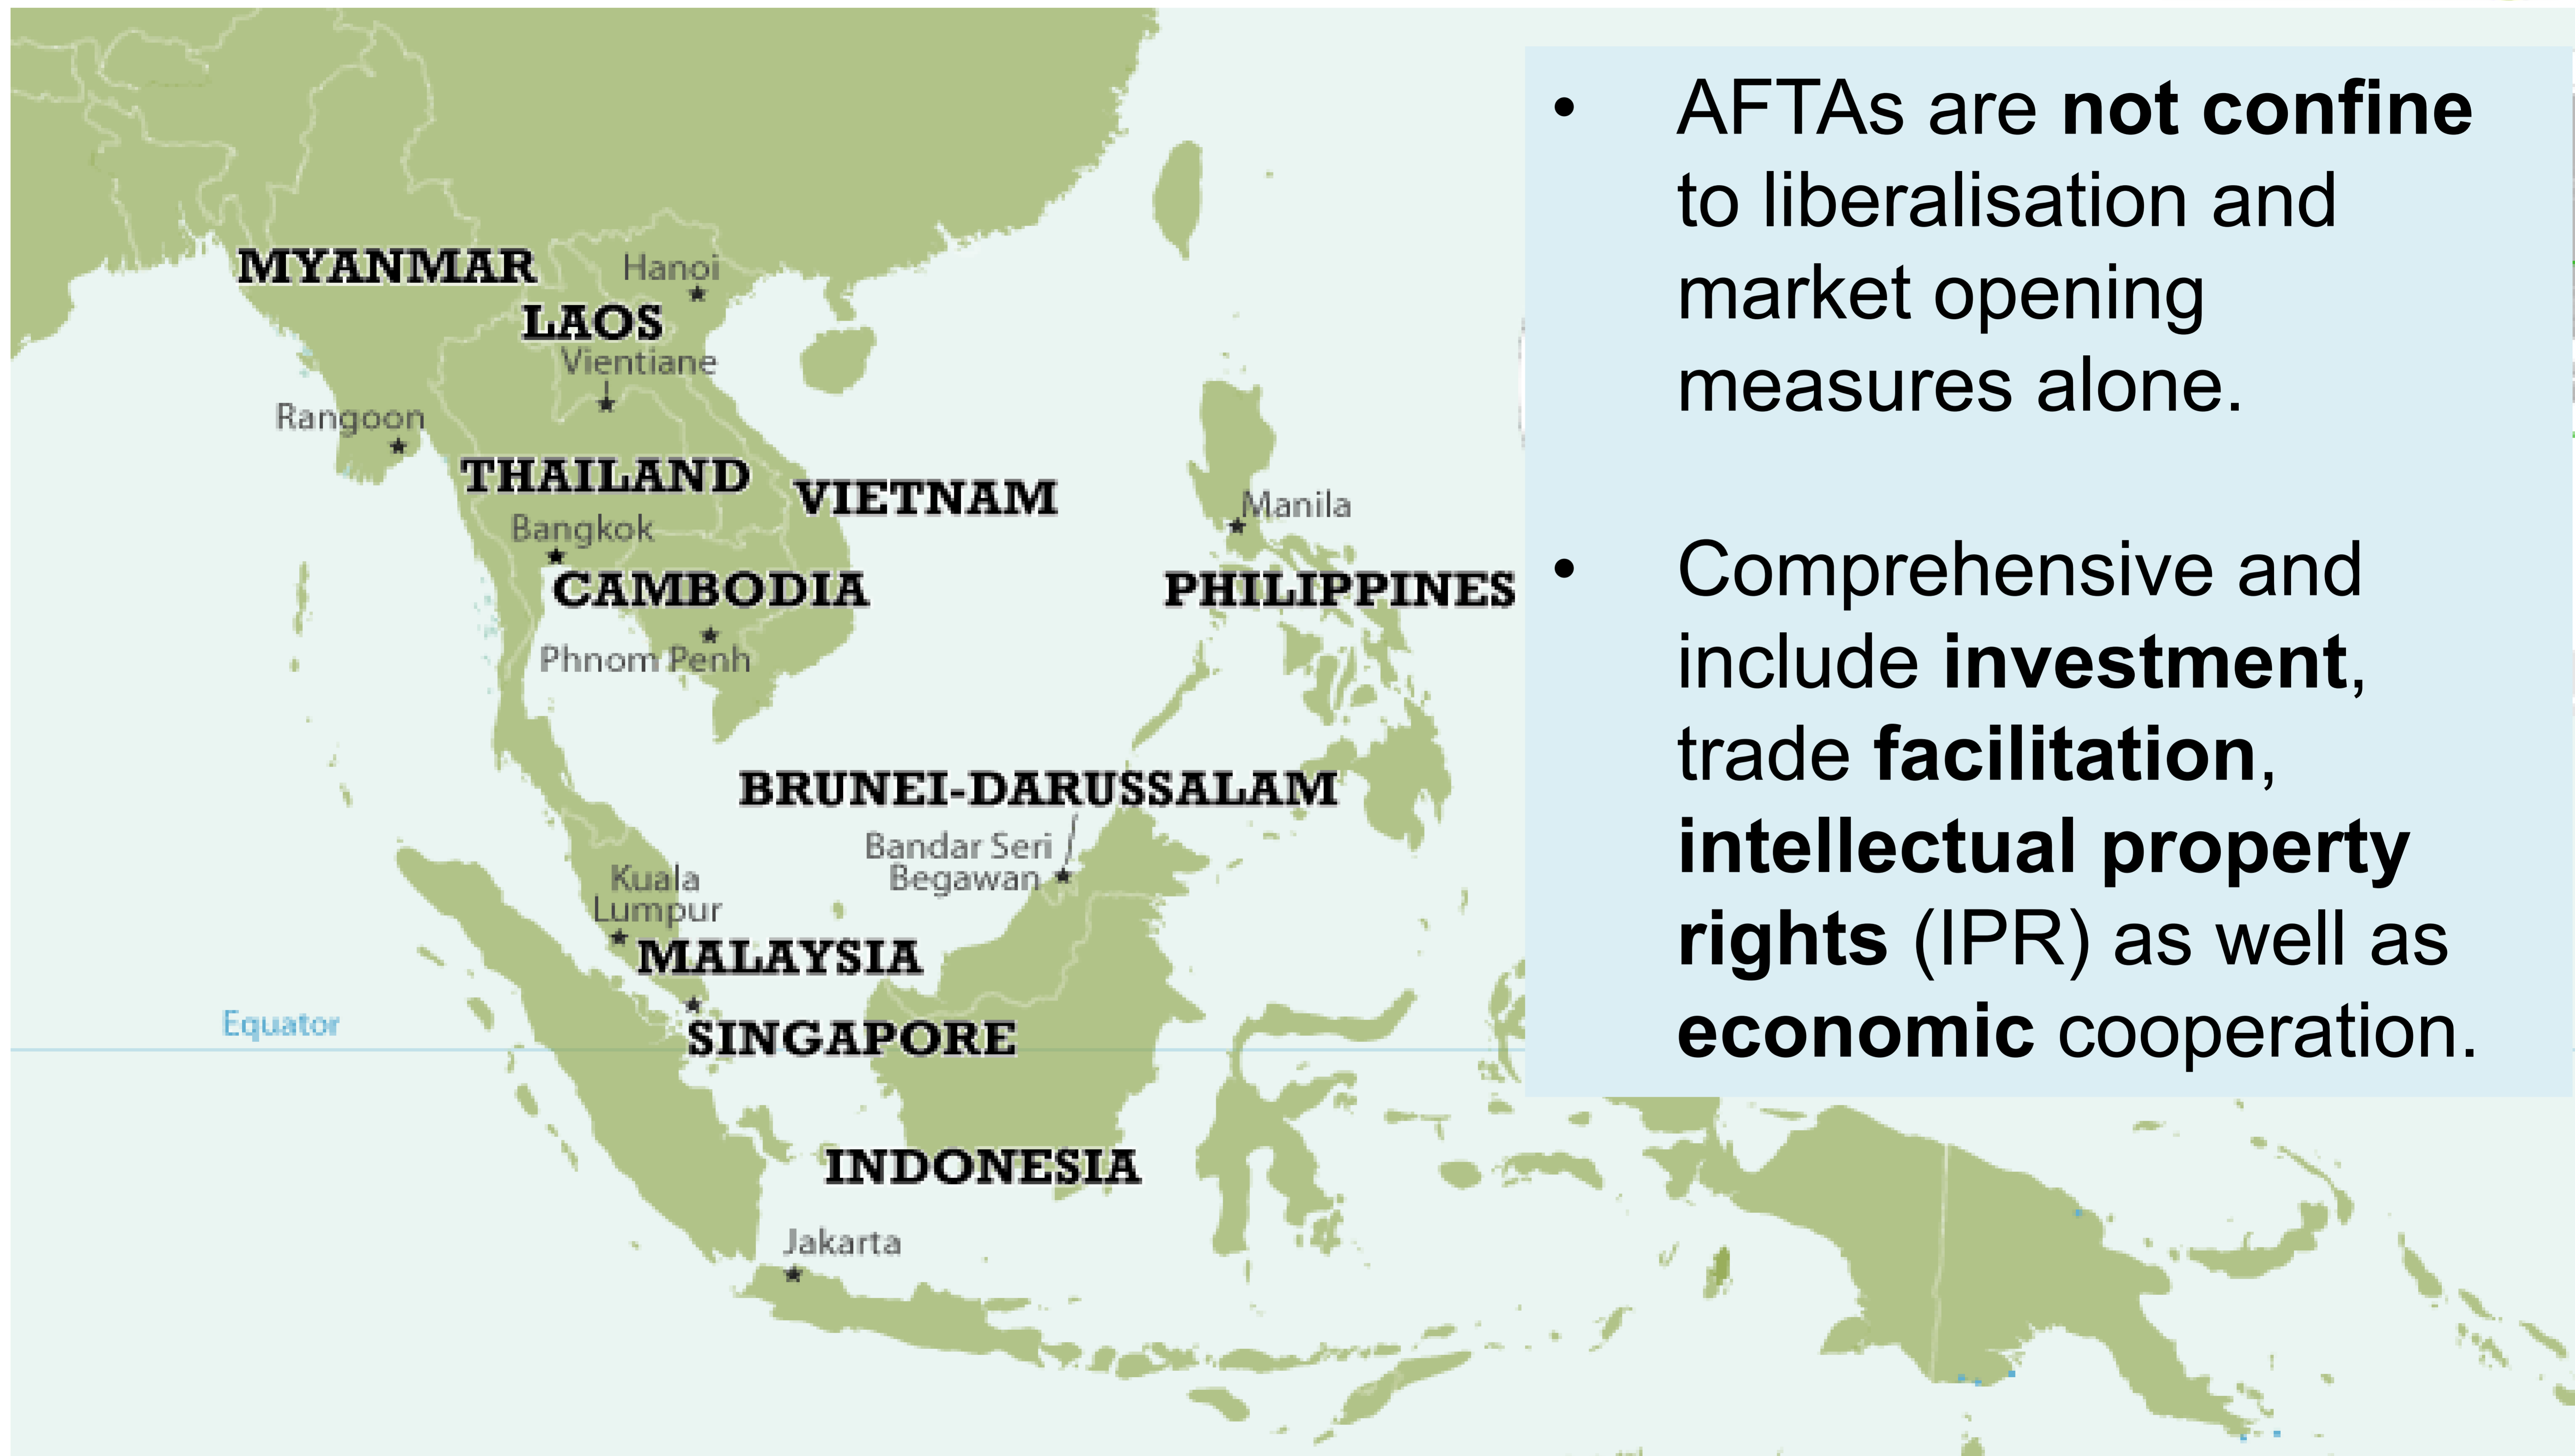 MYANMAR
Hanoi
LAOS
Vientiane
Rangoon
THAILAND
VIETNAM
Bangkok
Manila
CAMBODIA
PHILIPPINES
Phnom Penh
BRUNEI-DARUSSALAM
Bandar Seri
Begawan
Kuala
Lumpur
MALAYSIA
Equator
SINGAPORE
INDONESIA
Jakarta
• AFTAs are not confine
to liberalisation and
market opening
measures alone.
• Comprehensive and
include investment,
trade facilitation,
intellectual property
rights (IPR) as well as
economic cooperation.